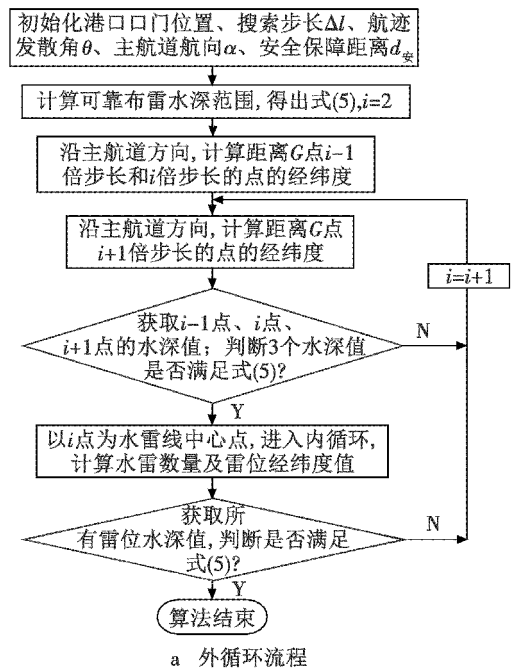 初始化港口口门位置、搜索步长Δl、航迹
发散角θ、主航道航向α、安全保障距离d安
计算可靠布雷水深范围,得出式(5),i=2
沿主航道方向,计算距离G点i−1
倍步长和i倍步长的点的经纬度
沿主航道方向,计算距离G点
i+1倍步长的点的经纬度
i=i+1
获取i−1点、i点、
i+1点的水深值；判断3个水深值
是否满足式(5)?
N
Y
以i点为水雷线中心点,进入内循环,
计算水雷数量及雷位经纬度值
获取所
有雷位水深值,判断是否满足
式(5)?
N
Y
算法结束
a 外循环流程